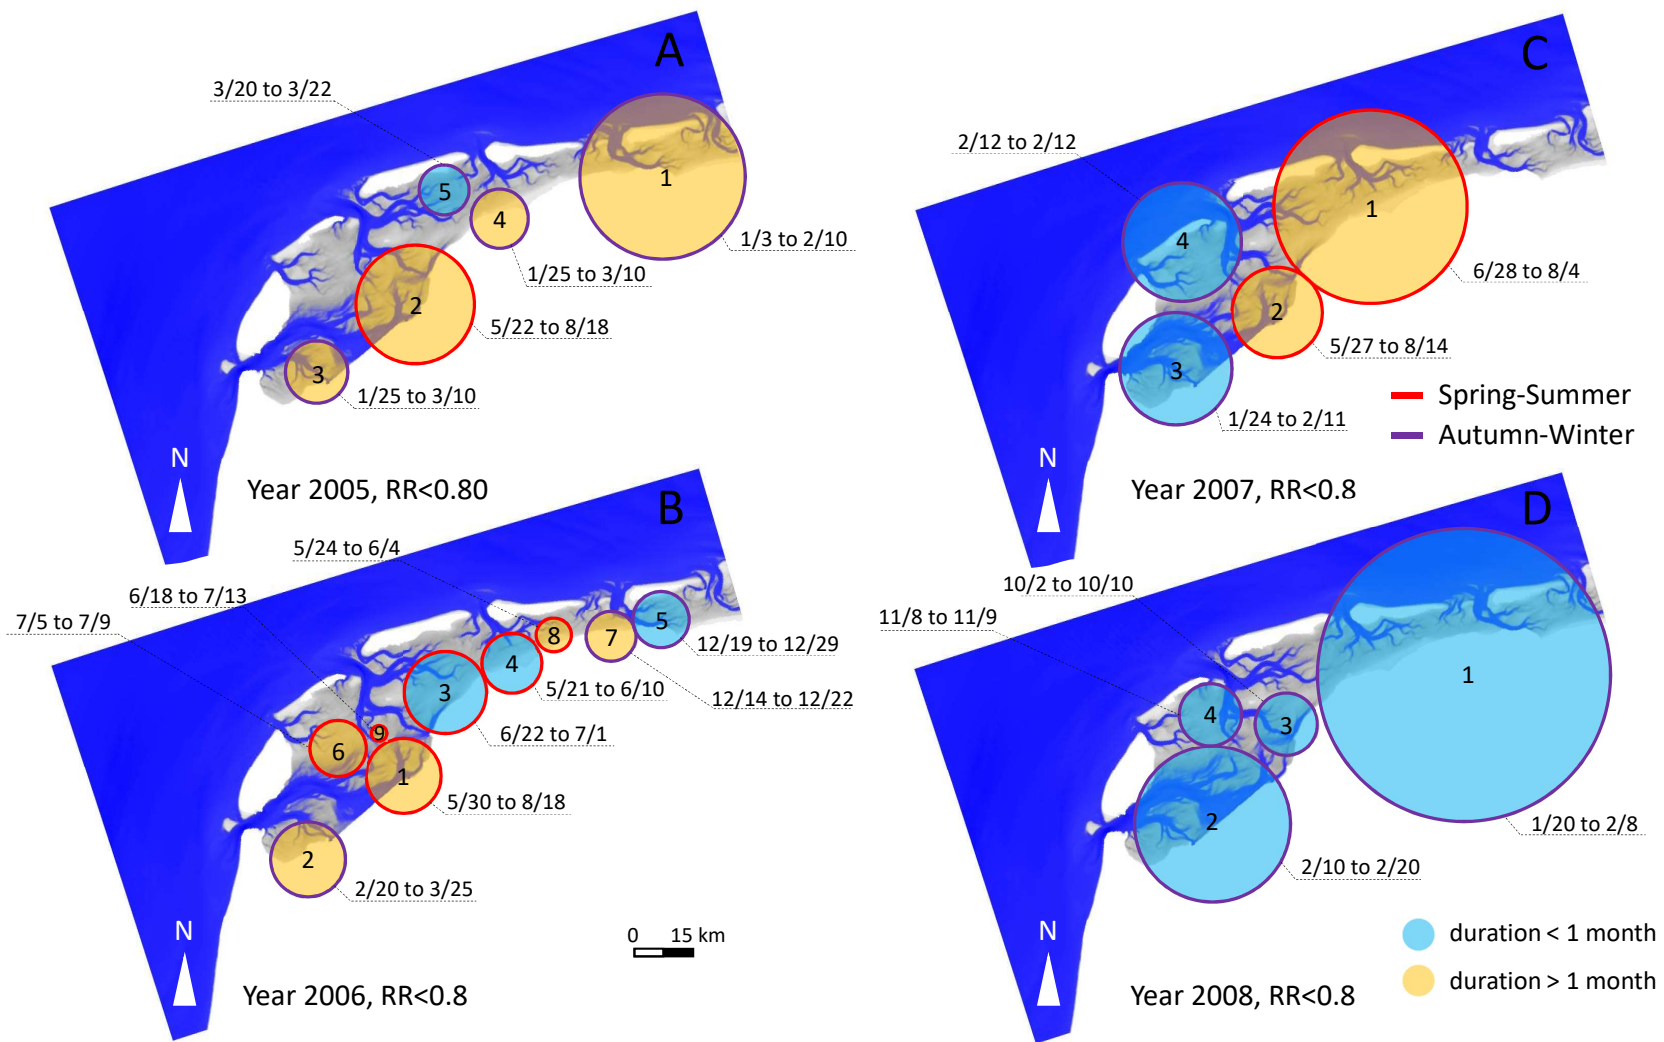 A
3/20 to 3/22
5
4
1
1/3 to 2/10
1/25 to 3/10
2
5/22 to 8/18
3
1/25 to 3/10
N
Year 2005, RR<0.80
C
2/12 to 2/12
4
1
6/28 to 8/4
2
5/27 to 8/14
3
1/24 to 2/11
Spring-Summer
Autumn-Winter
N
Year 2007, RR<0.8
B
5/24 to 6/4
6/18 to 7/13
7/5 to 7/9
8
7
5
12/19 to 12/29
4
5/21 to 6/10
12/14 to 12/22
3
6/22 to 7/1
9
6
1
5/30 to 8/18
2
2/20 to 3/25
N
0 15 km
Year 2006, RR<0.8
D
10/2 to 10/10
11/8 to 11/9
1
4
3
2
1/20 to 2/8
2/10 to 2/20
N
duration < 1 month
duration > 1 month
Year 2008, RR<0.8